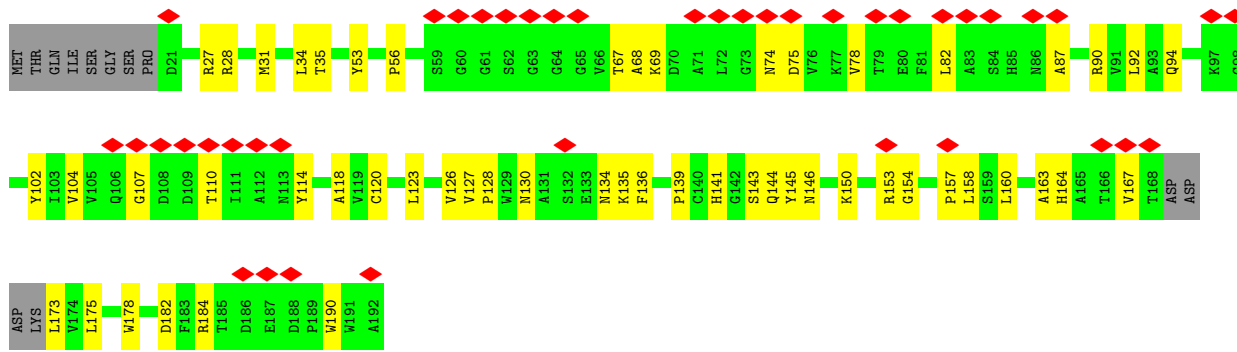 MET THR GLN ILE SER GLY SER PRO D21 R27 R28 M31 L34 T35 Y53 P56 S59 G60 G61 S62 G63 G64 G65 V66 T67 A68 K69 D70 A71 L72 G73 N74 D75 V76 K77 V78 T79 E80 F81 L82 A83 S84 H85 N86 A87 R90 V91 L92 A93 Q94 K97
Y102 I103 V104 V105 Q106 G107 D108 D109 T110 I111 A112 N113 Y114 A118 V119 C120 L123 V126 V127 P128 W129 N130 A131 S132 E133 N134 K135 F136 P139 C140 H141 G142 S143 Q144 Y145 N146 K150 R153 G154 P157 L158 S159 L160 A163 H164 A165 T166 V167 T168 ASP ASP
ASP LYS L173 V174 L175 W178 D182 F183 R184 T185 D186 E187 D188 P189 W190 W191 A192